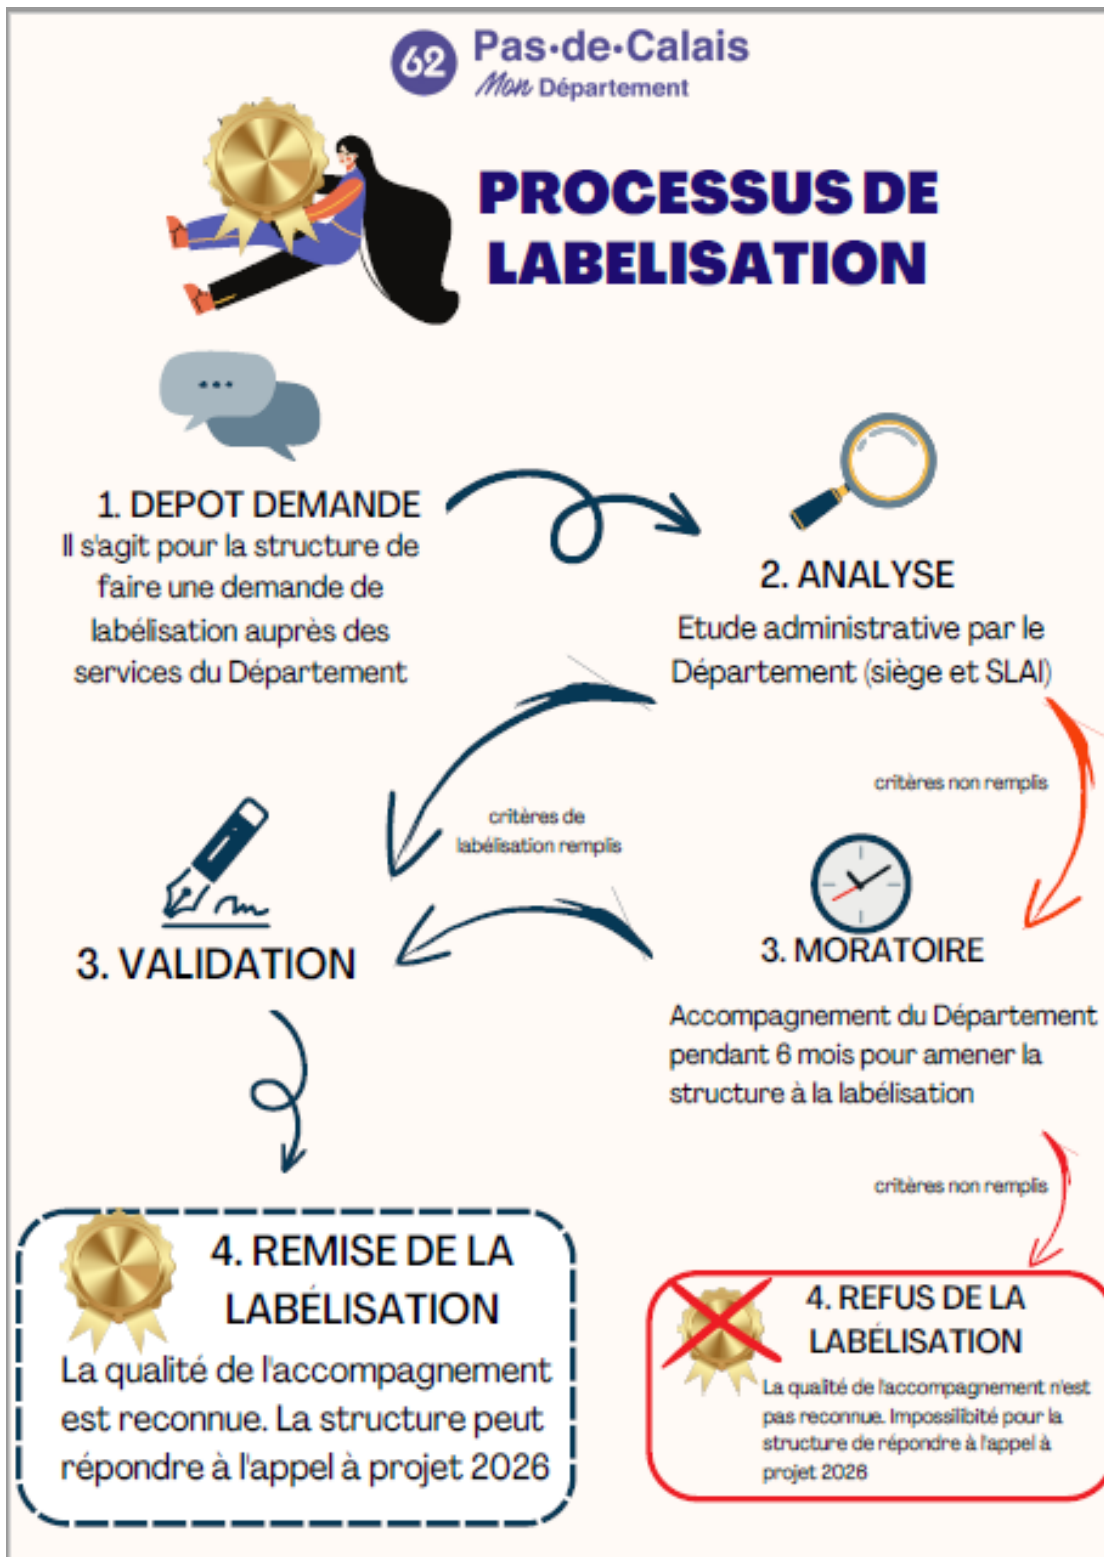 62 Pas·de·Calais
Mon Département
PROCESSUS DE
LABELISATION
1. DEPOT DEMANDE
Il s'agit pour la structure de
faire une demande de
labélisation auprès des
services du Département
2. ANALYSE
Etude administrative par le
Département (siège et SLAI)
critères non remplis
critères de
labélisation remplis
3. VALIDATION
3. MORATOIRE
Accompagnement du Département
pendant 6 mois pour amener la
structure à la labélisation
critères non remplis
4. REMISE DE LA
LABÉLISATION
La qualité de l'accompagnement
est reconnue. La structure peut
répondre à l'appel à projet 2026
4. REFUS DE LA
LABÉLISATION
La qualité de l'accompagnement n'est
pas reconnue. Impossilibité pour la
structure de répondre à l'appel à
projet 2026